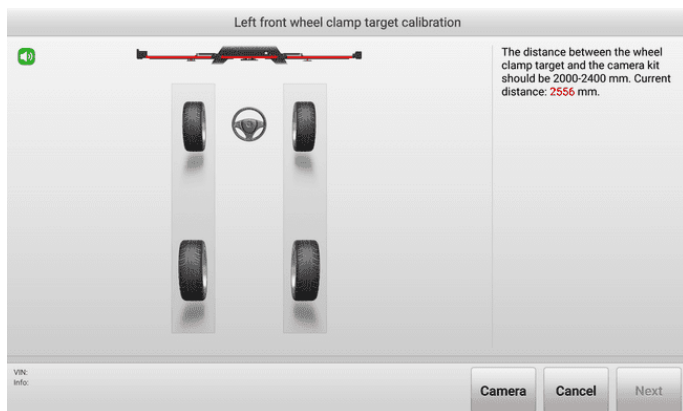 Left front wheel clamp target calibration
The distance between the wheel
clamp target and the camera kit
should be 2000-2400 mm. Current
distance: 2556 mm.
VIN:
Info:
Camera
Cancel
Next